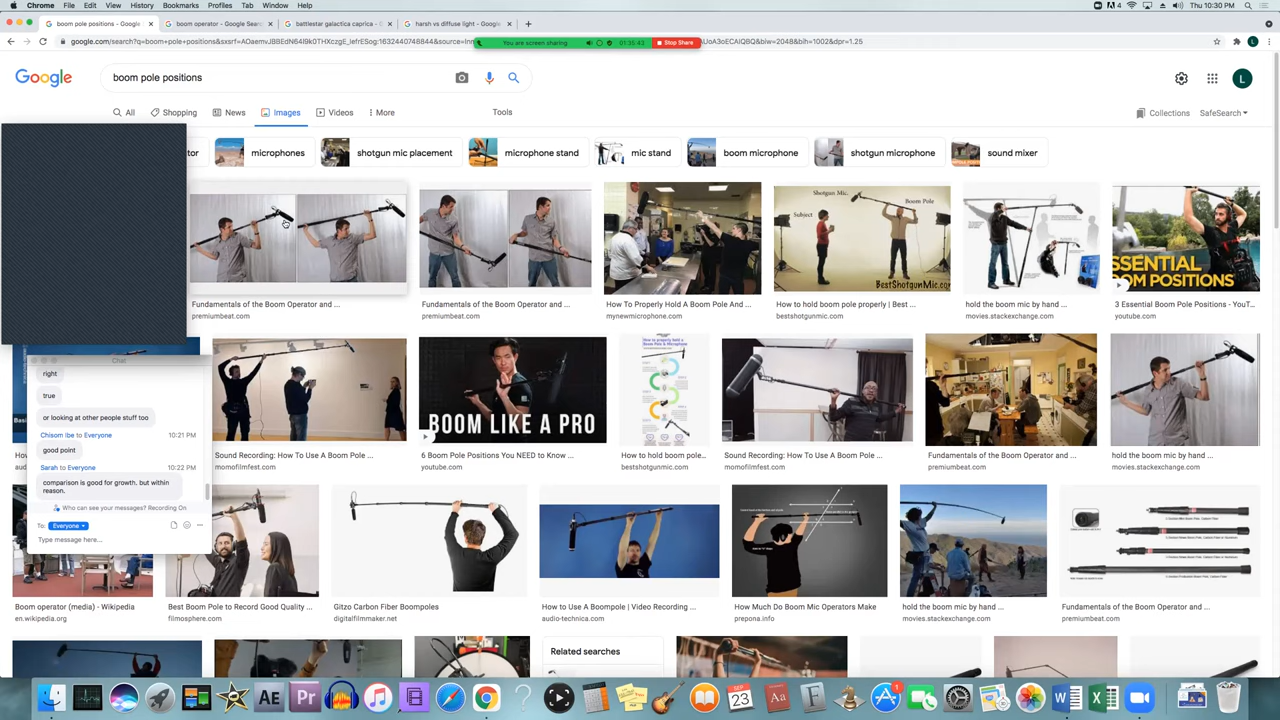 Chrome File Edit View History Bookmarks Profiles Tab Window Help
Thu 10:30 PM
boom pole positions - Google
boom operator - Google Sear
battlestar galactica caprica - G
harsh vs diffuse light - Google
You are screen sharing 01:35:43 Stop Share
Google
boom pole positions
All Shopping News Images Videos More Tools
Collections SafeSearch
tor microphones shotgun mic placement microphone stand mic stand boom microphone shotgun microphone sound mixer
Shotgun Mic.
Boom Pole
Subject
BestShotgunMic.co
ESSENTIAL
OM POSITIONS
Fundamentals of the Boom Operator and ...
premiumbeat.com
Fundamentals of the Boom Operator and ...
premiumbeat.com
How To Properly Hold A Boom Pole And ...
mynewmicrophone.com
How to hold boom pole properly | Best ...
bestshotgunmic.com
hold the boom mic by hand ...
movies.stackexchange.com
3 Essential Boom Pole Positions - YouT...
youtube.com
Chat
right
true
or looking at other people stuff too
Chisom Ibe to Everyone 10:21 PM
good point
Sarah to Everyone 10:22 PM
comparison is good for growth. but within
reason.
Who can see your messages? Recording On
To: Everyone
Type message here...
BOOM LIKE A PRO
Sound Recording: How To Use A Boom Pole ...
momofilmfest.com
6 Boom Pole Positions You NEED to Know ...
youtube.com
How to hold boom pole...
bestshotgunmic.com
Sound Recording: How To Use A Boom Pole ...
momofilmfest.com
Fundamentals of the Boom Operator and ...
premiumbeat.com
hold the boom mic by hand ...
movies.stackexchange.com
Boom operator (media) - Wikipedia
en.wikipedia.org
Best Boom Pole to Record Good Quality ...
filmosphere.com
Gitzo Carbon Fiber Boompoles
digitalfilmmaker.net
How to Use A Boompole | Video Recording ...
audio-technica.com
How Much Do Boom Mic Operators Make
prepona.info
hold the boom mic by hand ...
movies.stackexchange.com
Fundamentals of the Boom Operator and ...
premiumbeat.com
Related searches